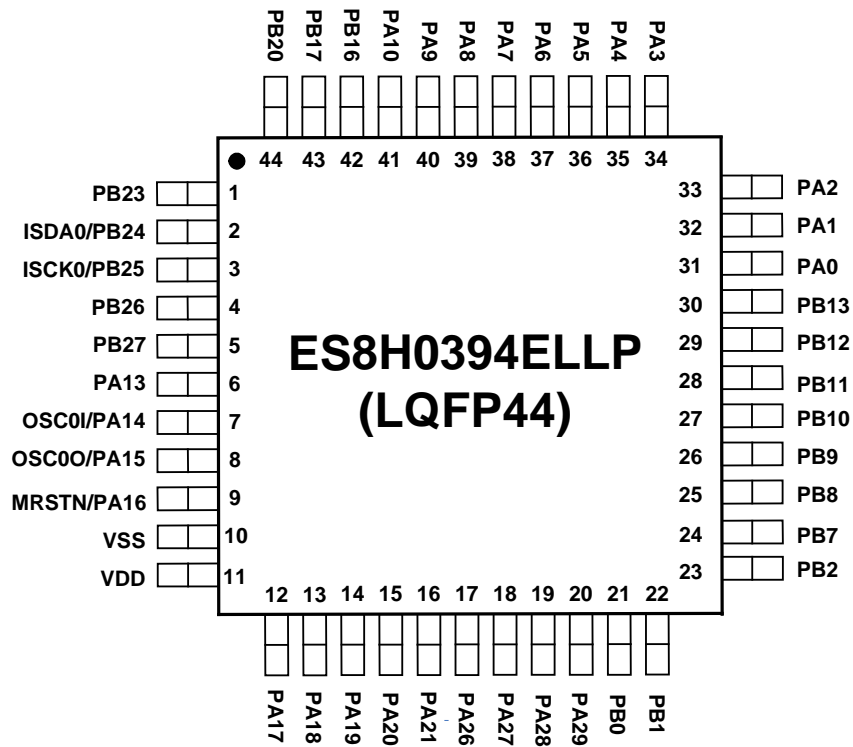 PB20 PB17 PB16 PA10 PA9 PA8 PA7 PA6 PA5 PA4 PA3
44 43 42 41 40 39 38 37 36 35 34
PB23 1 33 PA2
ISDA0/PB24 2 32 PA1
ISCK0/PB25 3 31 PA0
PB26 4 30 PB13
PB27 5 29 PB12
ES8H0394ELLP
PA13 6 28 PB11
(LQFP44)
OSC0I/PA14 7 27 PB10
OSC0O/PA15 8 26 PB9
MRSTN/PA16 9 25 PB8
VSS 10 24 PB7
VDD 11 23 PB2
12 13 14 15 16 17 18 19 20 21 22
PA17 PA18 PA19 PA20 PA21 PA26 PA27 PA28 PA29 PB0 PB1